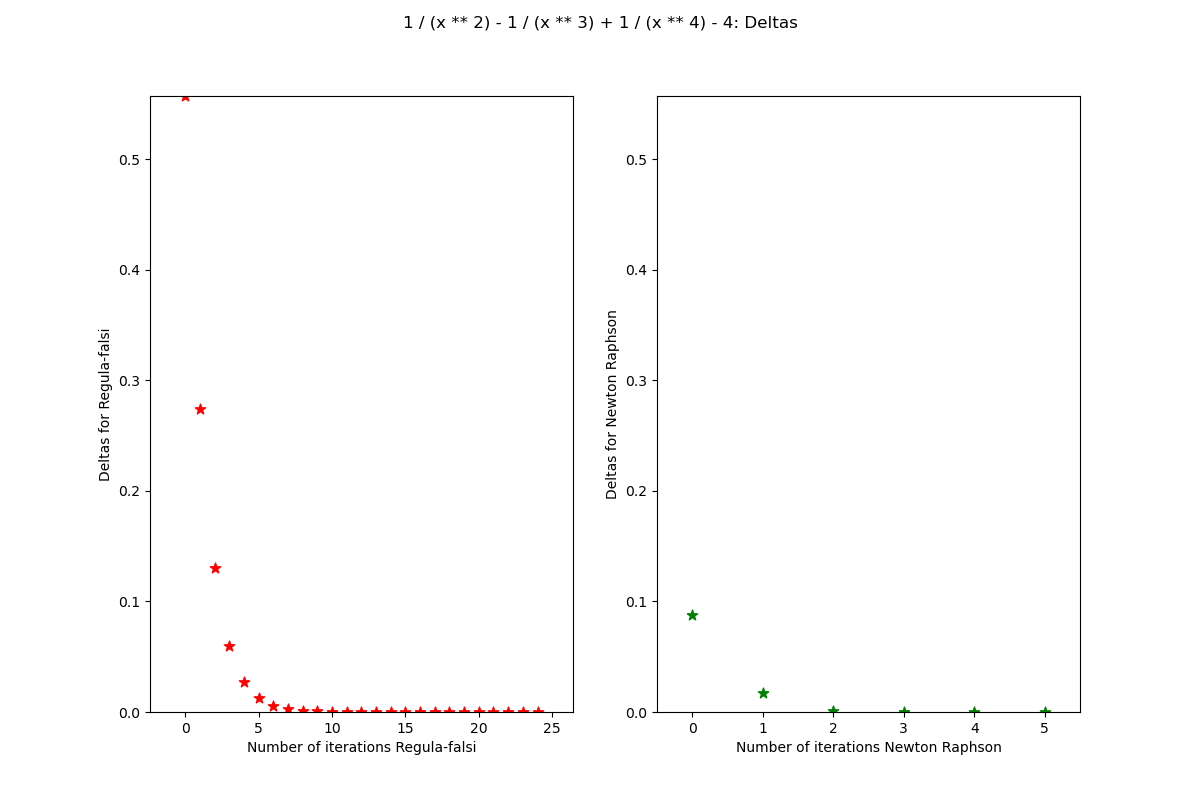 1 / (x ** 2) - 1 / (x ** 3) + 1 / (x ** 4) - 4: Deltas
Deltas for Regula-falsi
0.5
0.4
0.3
0.2
0.1
0.0
0 5 10 15 20 25
Number of iterations Regula-falsi
Deltas for Newton Raphson
0.5
0.4
0.3
0.2
0.1
0.0
0 1 2 3 4 5
Number of iterations Newton Raphson